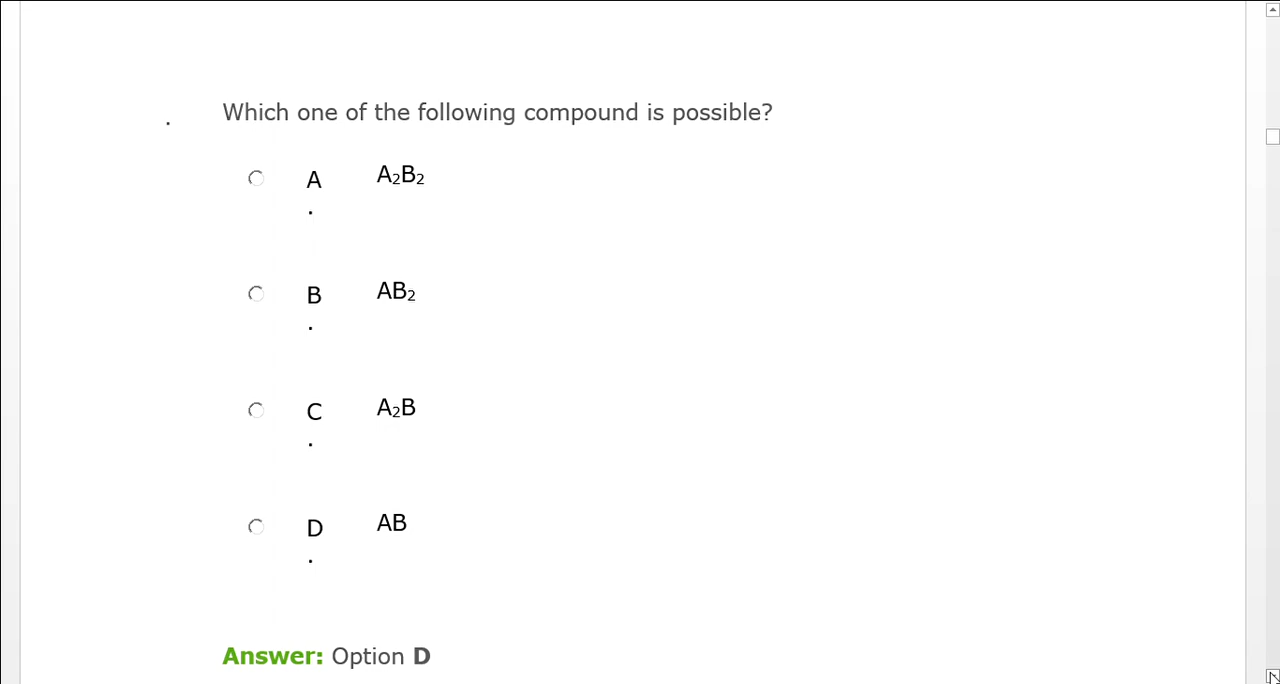 . Which one of the following compound is possible?
A. A₂B₂
B. AB₂
C. A₂B
D. AB
Answer: Option D